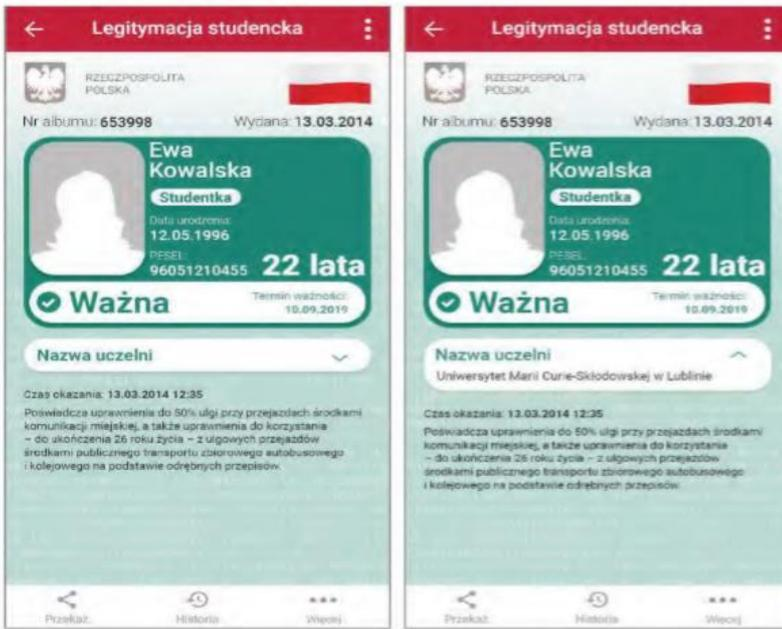 Legitymacja studencka
RZECZPOSPOLITA
POLSKA
Nr albumu: 653998 Wydana: 13.03.2014
Ewa
Kowalska
Studentka
Data urodzenia:
12.05.1996
PESEL:
96051210455 22 lata
Ważna
Termin ważności:
10.09.2019
Nazwa uczelni
Czas okazania: 13.03.2014 12:35
Poświadcza uprawnienia do 50% ulgi przy przejazdach środkami
komunikacji miejskiej, a także uprawnienia do korzystania
– do ukończenia 26 roku życia – z ulgowych przejazdów
środkami publicznego transportu zbiorowego autobusowego
i kolejowego na podstawie odrębnych przepisów.
Przekaż Historia Więcej
Legitymacja studencka
RZECZPOSPOLITA
POLSKA
Nr albumu: 653998 Wydana: 13.03.2014
Ewa
Kowalska
Studentka
Data urodzenia:
12.05.1996
PESEL:
96051210455 22 lata
Ważna
Termin ważności:
10.09.2019
Nazwa uczelni
Uniwersytet Marii Curie-Skłodowskej w Lublinie
Czas okazania: 13.03.2014 12:35
Poświadcza uprawnienia do 50% ulgi przy przejazdach środkami
komunikacji miejskiej, a także uprawnienia do korzystania
– do ukończenia 26 roku życia – z ulgowych przejazdów
środkami publicznego transportu zbiorowego autobusowego
i kolejowego na podstawie odrębnych przepisów.
Przekaż Historia Więcej